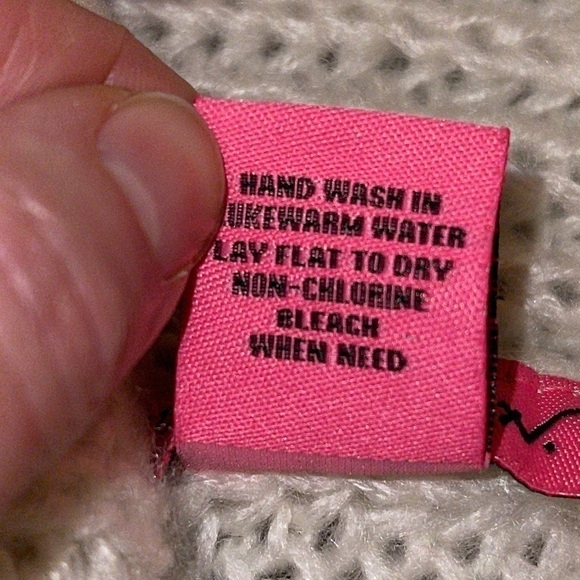 HAND WASH IN
UKEWARM WATER
LAY FLAT TO DRY
NON-CHLORINE
BLEACH
WHEN NEED